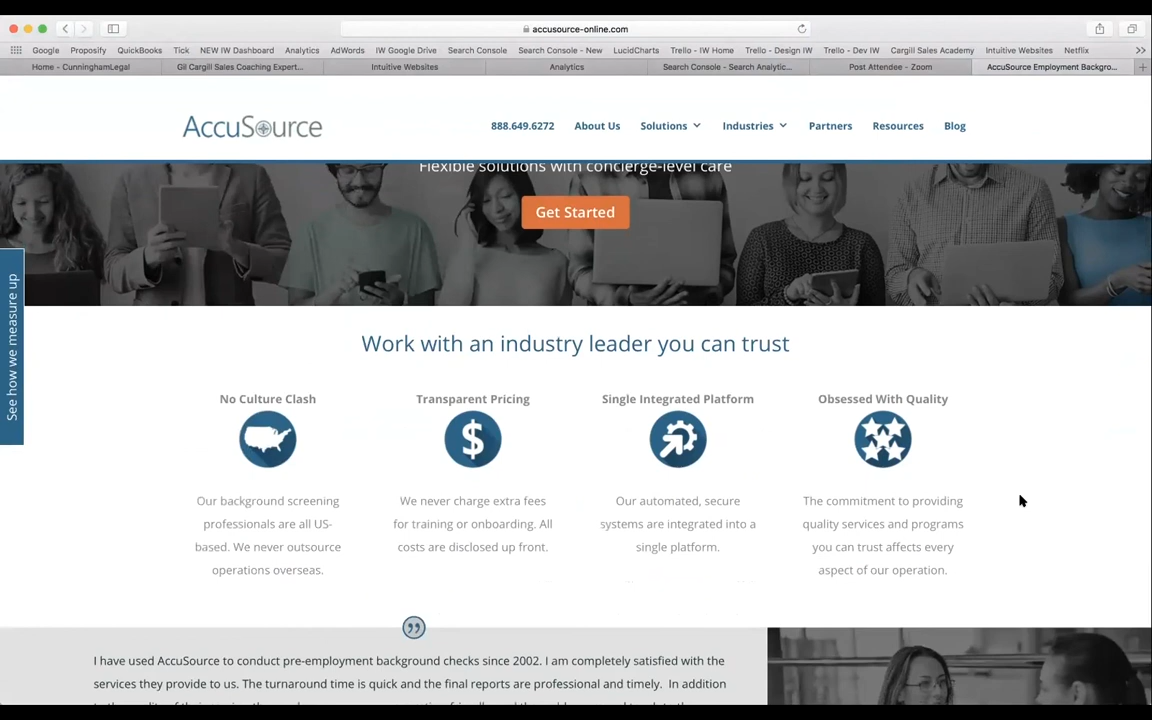 accusource-online.com
Google Proposify QuickBooks Tick NEW IW Dashboard Analytics AdWords IW Google Drive Search Console Search Console - New LucidCharts Trello - IW Home Trello - Design IW Trello - Dev IW Cargill Sales Academy Intuitive Websites Netflix
Home - CunninghamLegal Gil Cargill Sales Coaching Expert... Intuitive Websites Analytics Search Console - Search Analytic... Post Attendee - Zoom AccuSource Employment Backgro...
AccuSource 888.649.6272 About Us Solutions Industries Partners Resources Blog
Flexible solutions with concierge-level care
Get Started
See how we measure up
Work with an industry leader you can trust
No Culture Clash
Our background screening
professionals are all US-
based. We never outsource
operations overseas.
Transparent Pricing
$
We never charge extra fees
for training or onboarding. All
costs are disclosed up front.
Single Integrated Platform
Our automated, secure
systems are integrated into a
single platform.
Obsessed With Quality
The commitment to providing
quality services and programs
you can trust affects every
aspect of our operation.
I have used AccuSource to conduct pre-employment background checks since 2002. I am completely satisfied with the
services they provide to us. The turnaround time is quick and the final reports are professional and timely. In addition